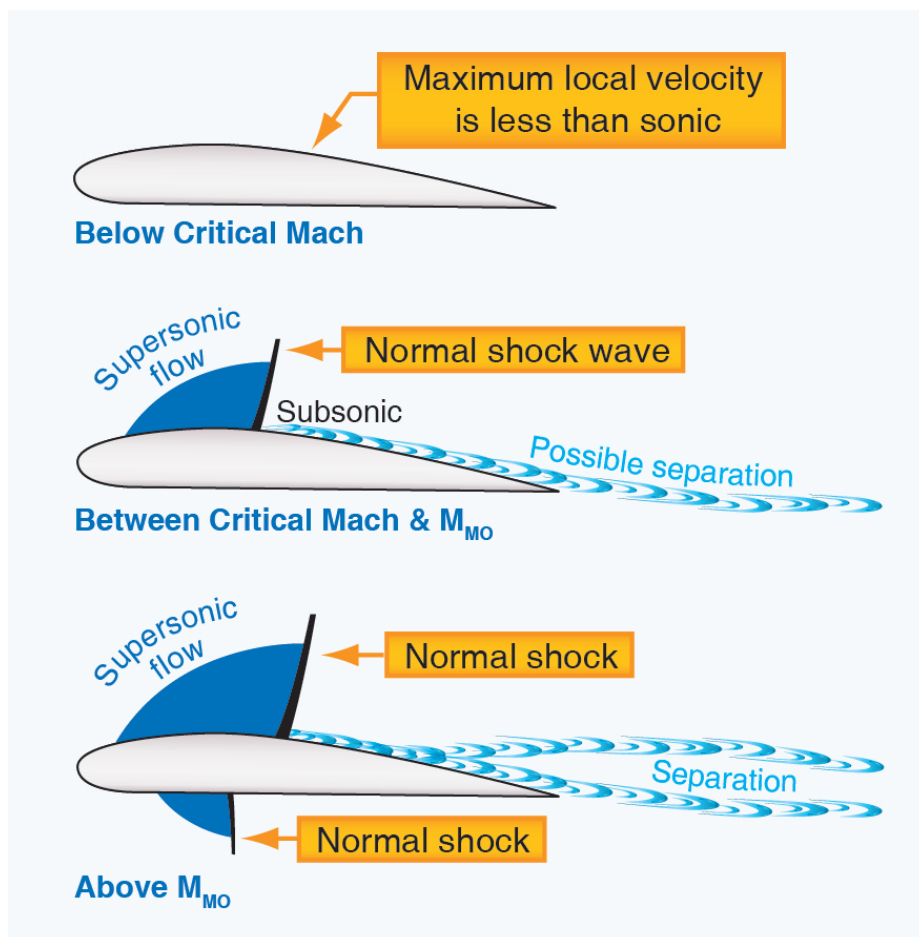 Maximum local velocity
is less than sonic
Below Critical Mach
Supersonic
flow
Normal shock wave
Subsonic
Possible separation
Between Critical Mach & MMO
Supersonic
flow
Normal shock
Separation
Normal shock
Above MMO